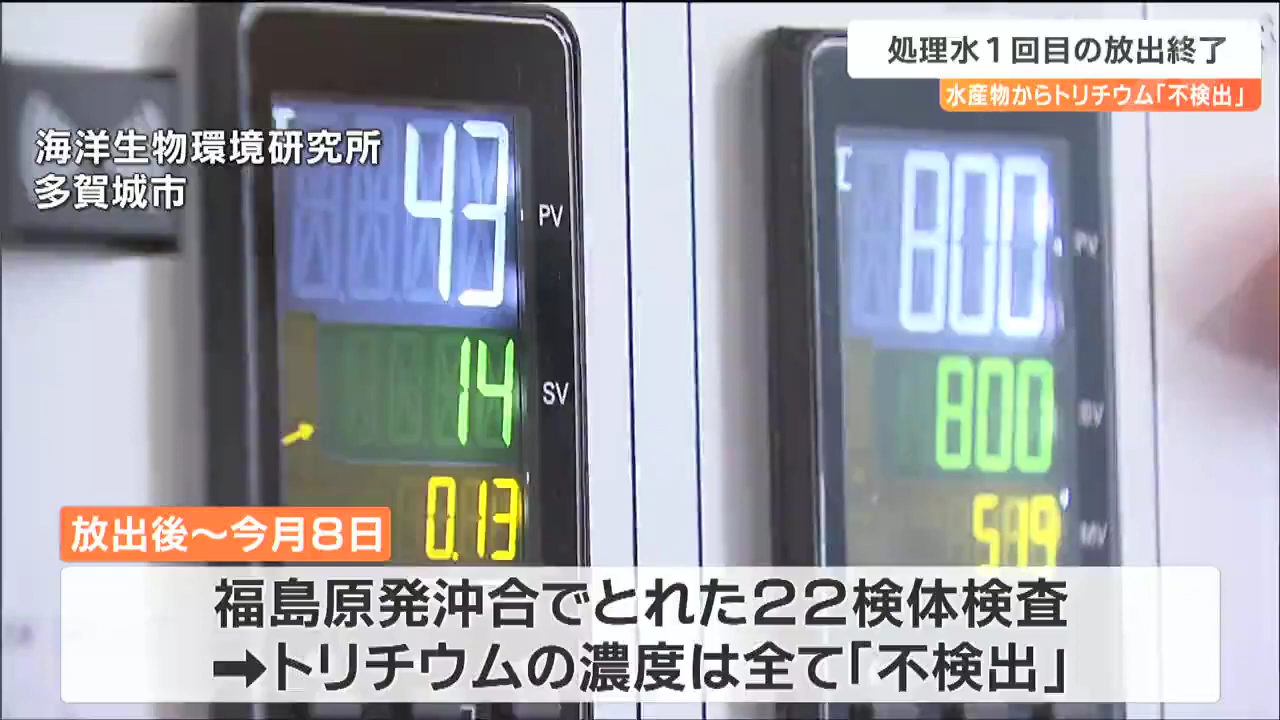 処理水１回目の放出終了
水産物からトリチウム「不検出」
海洋生物環境研究所
多賀城市
43
PV
14
SV
0.13
800
PV
800
SV
MV
放出後～今月８日
福島原発沖合でとれた２２検体検査
➡トリチウムの濃度は全て「不検出」